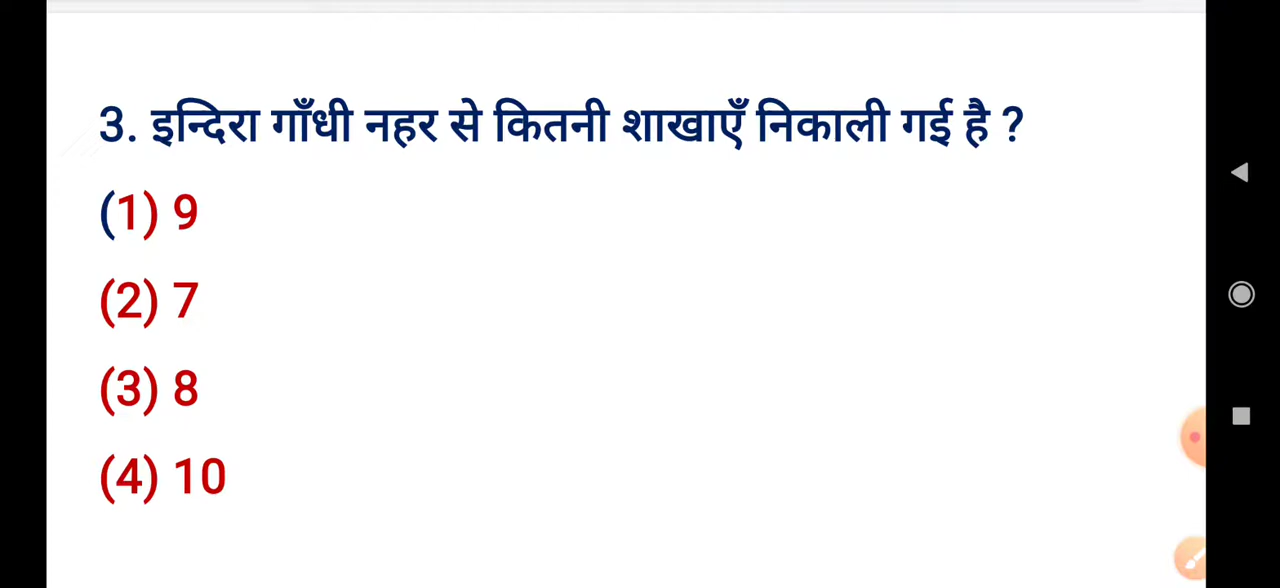 3. इन्दिरा गाँधी नहर से कितनी शाखाएँ निकाली गई है ?
(1) 9
(2) 7
(3) 8
(4) 10